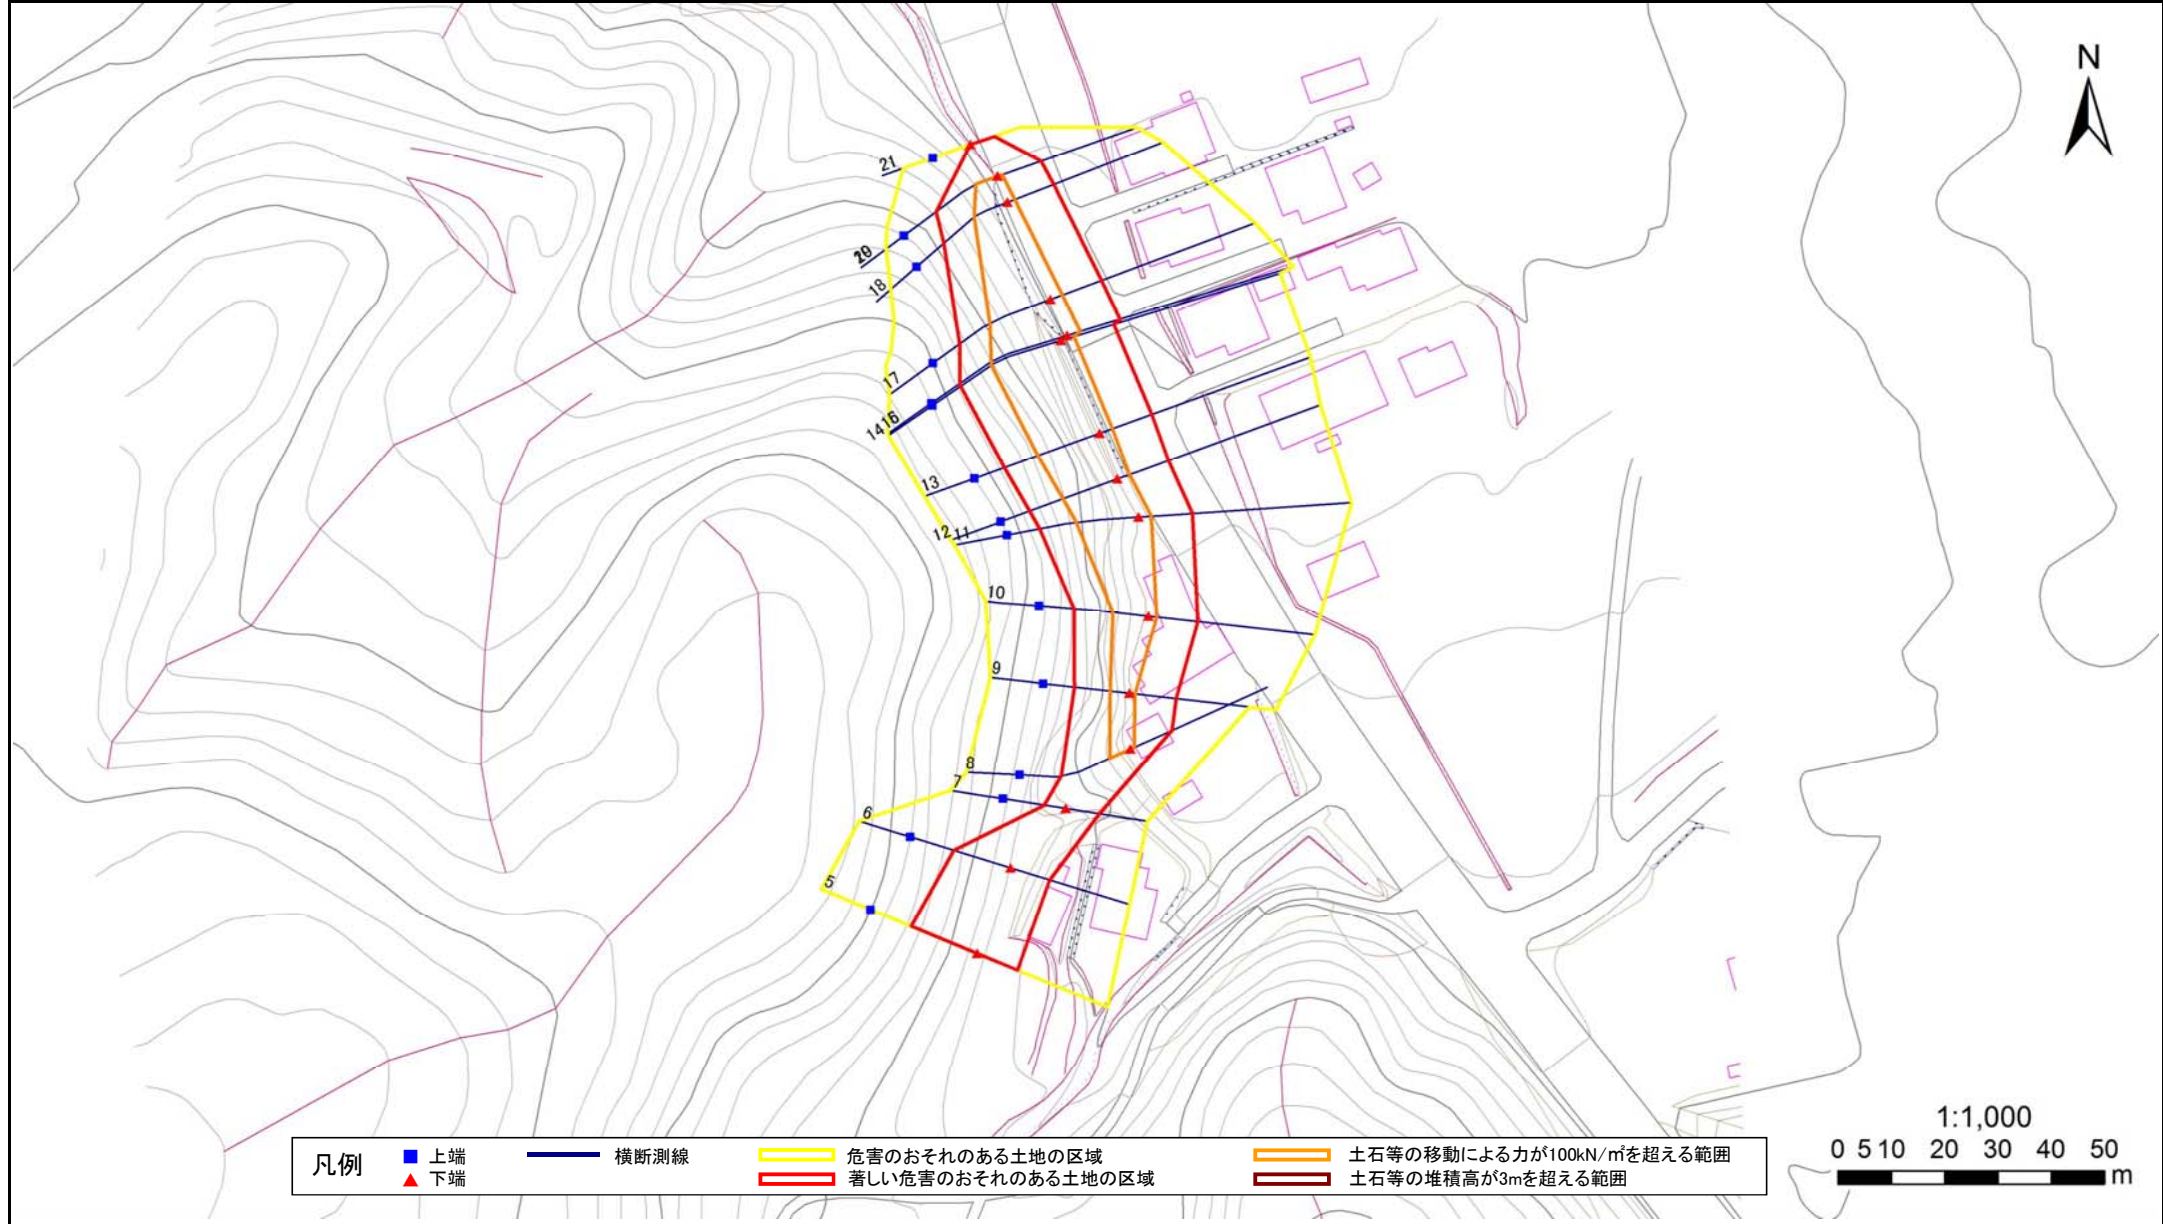 N
21
20
18
17
1416
13
12 11
10
9
8
7
6
5
1:1,000
0 5 10 20 30 40 50
m
凡例
上端
横断測線
危害のおそれのある土地の区域
土石等の移動による力が100kN/㎡を超える範囲
下端
著しい危害のおそれのある土地の区域
土石等の堆積高が3mを超える範囲